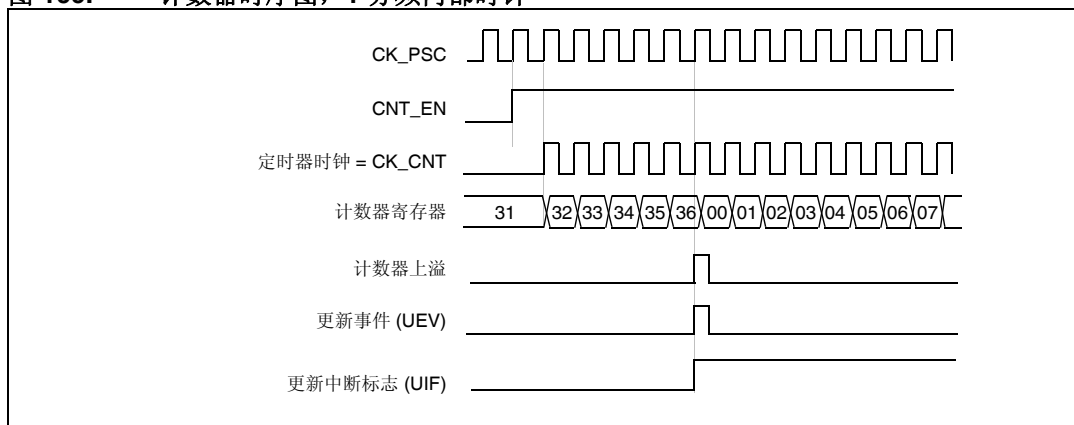 CK_PSC
CNT_EN
定时器时钟 = CK_CNT
计数器寄存器 31 32 33 34 35 36 00 01 02 03 04 05 06 07
计数器上溢
更新事件 (UEV)
更新中断标志 (UIF)